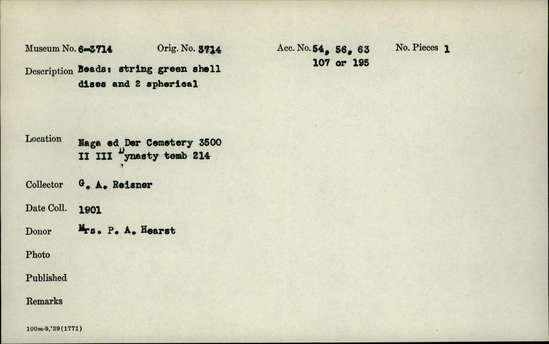 Museum No. 6-3714 Orig. No. 3714 Acc. No. 54, 56, 63 No. Pieces 1
107 or 195
Description Beads: string green shell
discs and 2 spherical
Location Naga ed Der Cemetery 3500
II III Dynasty tomb 214
Collector G. A. Reisner
Date Coll. 1901
Donor Mrs. P. A. Hearst
Photo
Published
Remarks
100m-9,'39(1771)